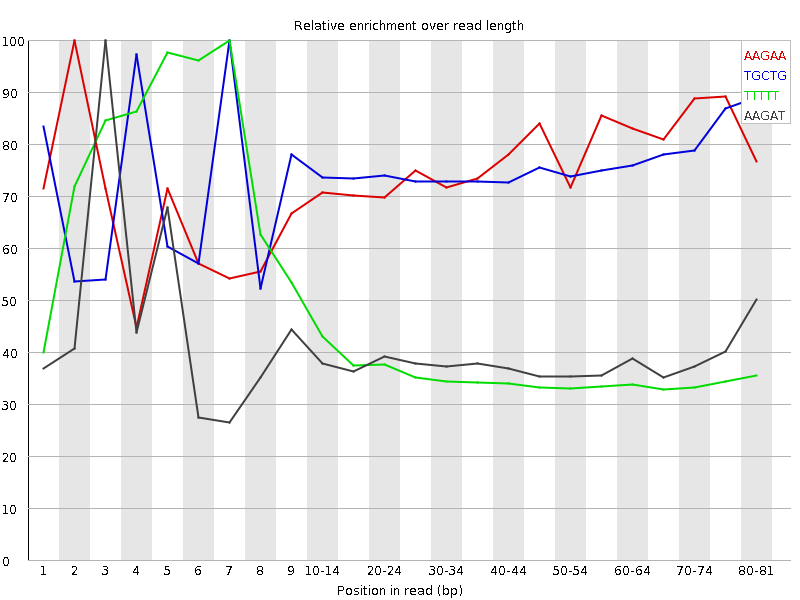 Relative enrichment over read length
100
90
80
70
60
50
40
30
20
10
0
AAGAA
TGCTG
TTTTT
AAGAT
1 2 3 4 5 6 7 8 9 10-14 20-24 30-34 40-44 50-54 60-64 70-74 80-81
Position in read (bp)